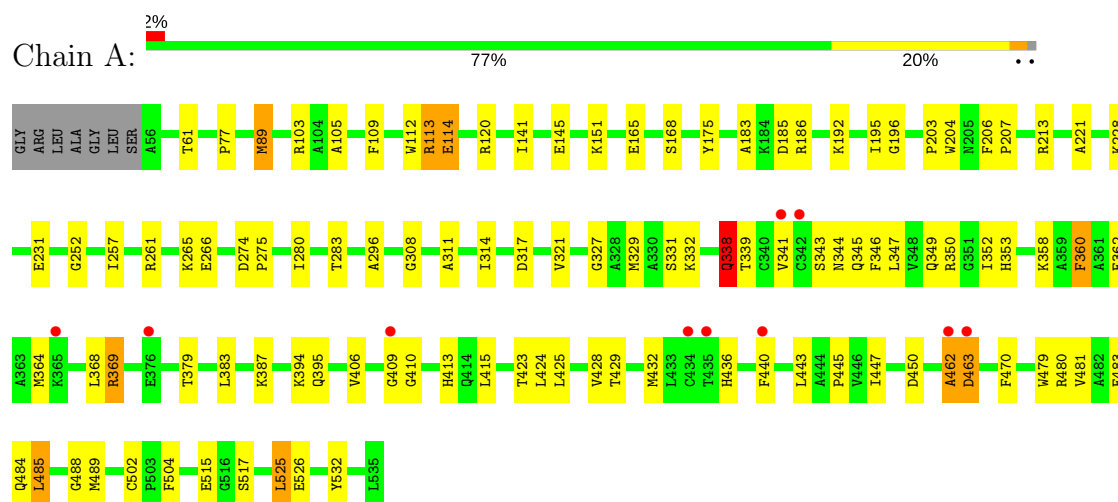 2%
Chain A:
77% 20% • •
GLY ARG LEU ALA GLY LEU SER A56 T61 P77 M89 R103 A104 A105 F109 W112 R113 E114 R120 I141 E145 K151 E165 S168 Y175 A183 K184 D185 R186 K192 I195 G196 P203 W204 N205 F206 P207 R213 A221 K228
E231 G252 I257 R261 K265 E266 D274 P275 I280 T283 A296 G308 A311 I314 D317 V321 G327 A328 M329 A330 S331 K332 Q338 T339 C340 V341 C342 S343 N344 Q345 F346 L347 V348 Q349 R350 G351 I352 H353 K358 A359 F360 A361 E362
A363 M364 K365 L368 R369 E376 T379 L383 K387 K394 Q395 V406 G409 G410 H413 Q414 L415 T423 L424 L425 V428 T429 M432 L433 C434 T435 H436 F440 L443 A444 P445 V446 I447 D450 A462 D463 F470 W479 R480 V481 A482
Q484 L485 G488 M489 C502 P503 F504 E515 G516 S517 L525 E526 Y532 L535